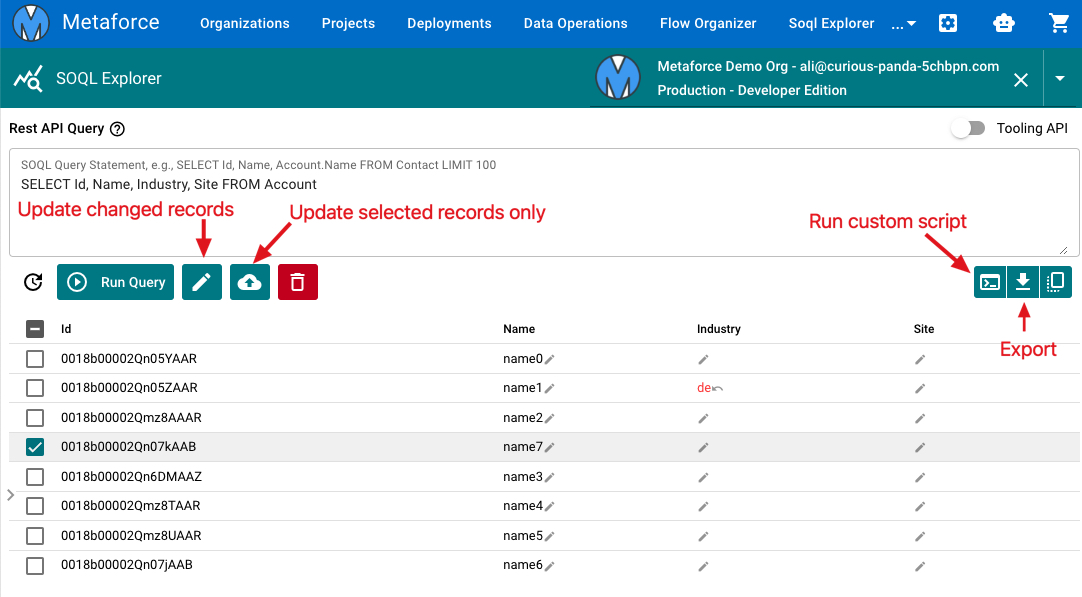 Metaforce
Organizations Projects Deployments Data Operations Flow Organizer Soql Explorer ...
SOQL Explorer
Metaforce Demo Org - ali@curious-panda-5chbpn.com
Production - Developer Edition
Rest API Query
Tooling API
SOQL Query Statement, e.g., SELECT Id, Name, Account.Name FROM Contact LIMIT 100
SELECT Id, Name, Industry, Site FROM Account
Update changed records
Update selected records only
Run custom script
Run Query
Export
Id Name Industry Site
0018b00002Qn05YAAR name0
0018b00002Qn05ZAAR name1 de
0018b00002Qmz8AAAR name2
0018b00002Qn07kAAB name7
0018b00002Qn6DMAAZ name3
0018b00002Qmz8TAAR name4
0018b00002Qmz8UAAR name5
0018b00002Qn07jAAB name6